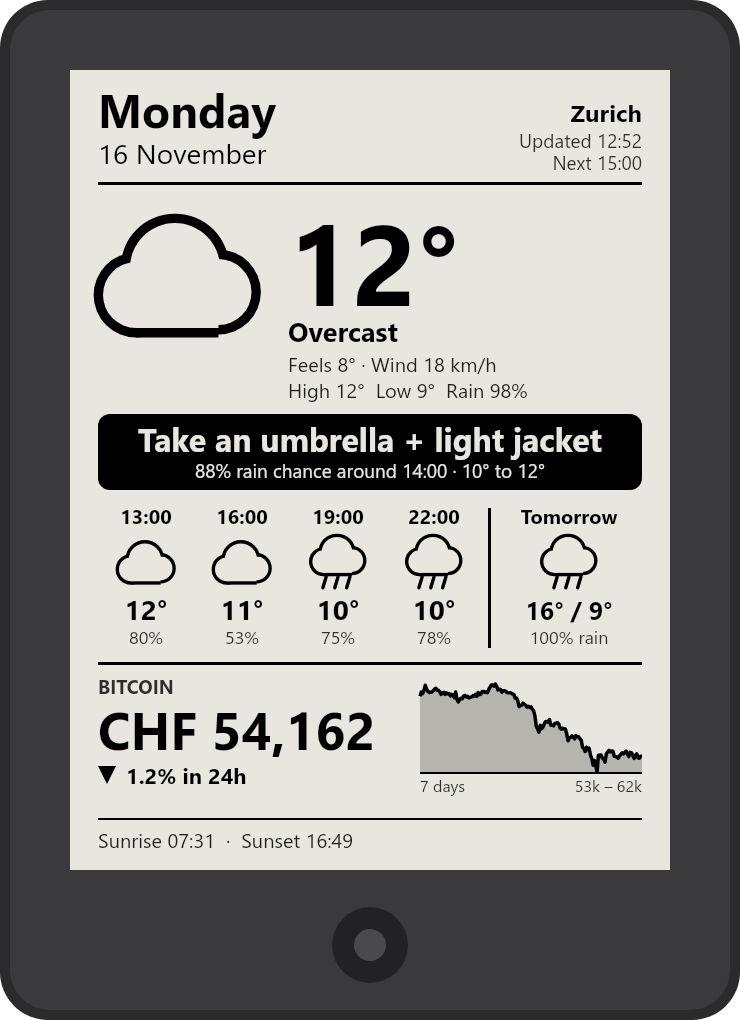 Monday
16 November
Zurich
Updated 12:52
Next 15:00
12°
Overcast
Feels 8° · Wind 18 km/h
High 12°  Low 9°  Rain 98%
Take an umbrella + light jacket
88% rain chance around 14:00 · 10° to 12°
13:00 16:00 19:00 22:00 Tomorrow
12° 11° 10° 10° 16° / 9°
80% 53% 75% 78% 100% rain
BITCOIN
CHF 54,162
▼ 1.2% in 24h
7 days 53k – 62k
Sunrise 07:31  ·  Sunset 16:49